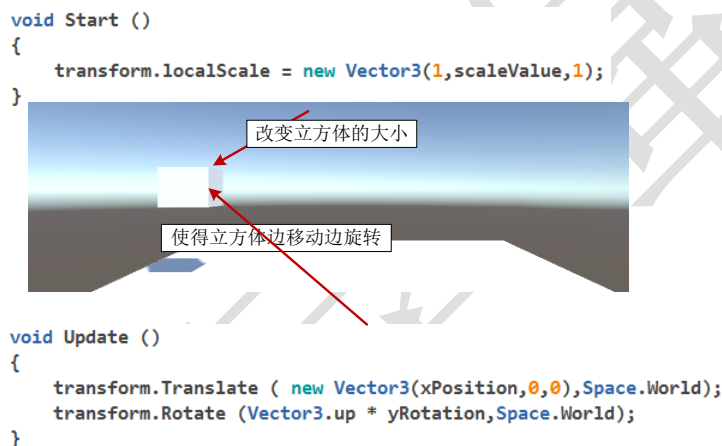 void Start ()
{
transform.localScale = new Vector3(1,scaleValue,1);
}
改变立方体的大小
使得立方体边移动边旋转
void Update ()
{
transform.Translate ( new Vector3(xPosition,0,0),Space.World);
transform.Rotate (Vector3.up * yRotation,Space.World);
}